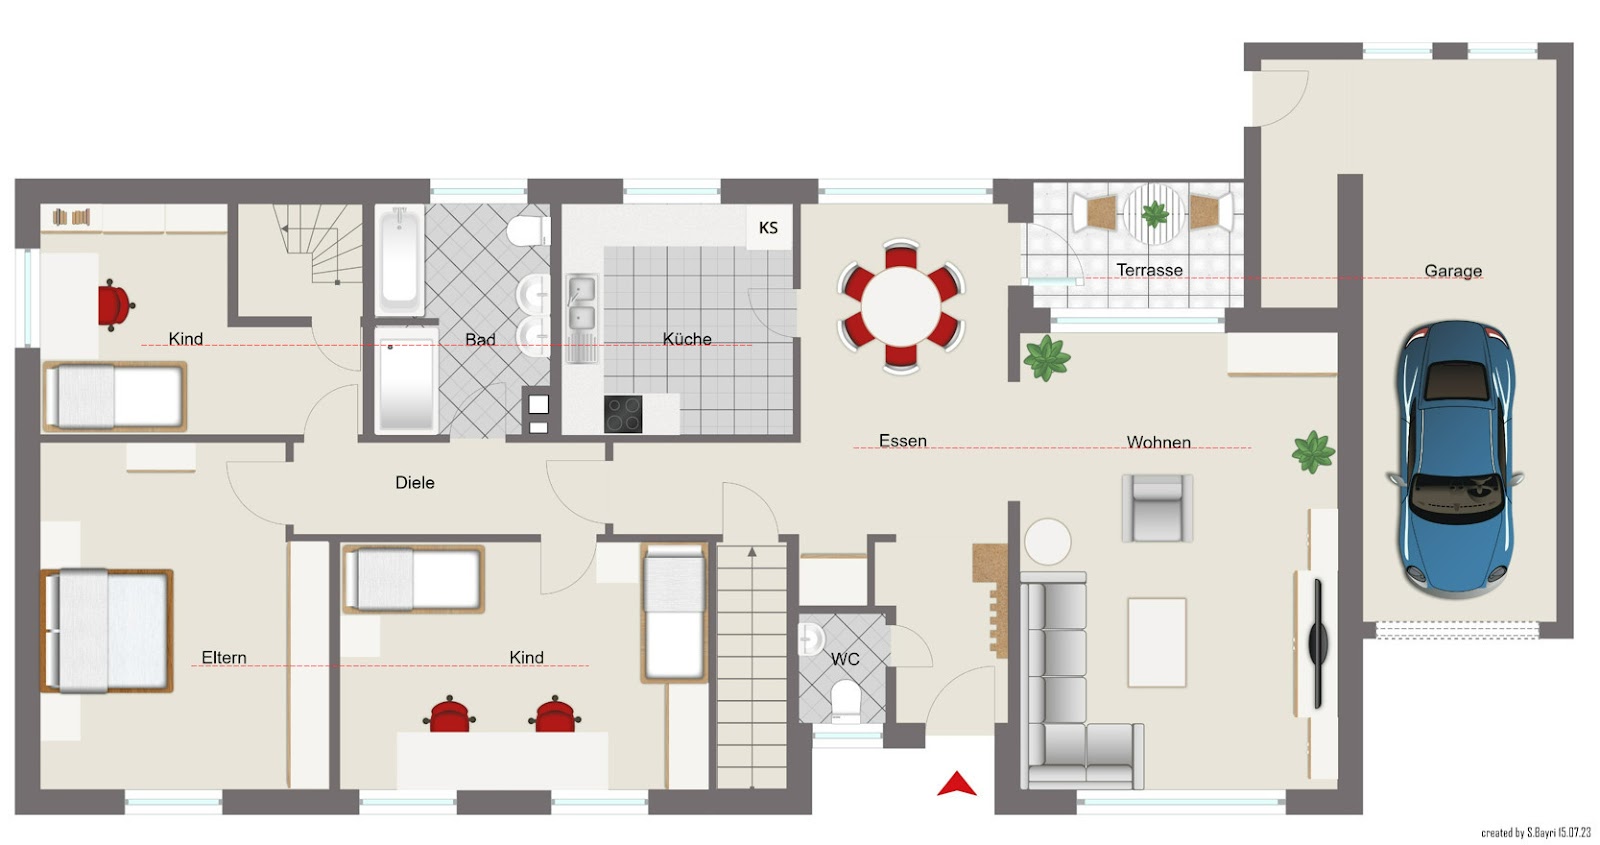 KS
Terrasse
Garage
Kind
Bad
Küche
Essen
Wohnen
Diele
Eltern
Kind
WC
created by S.Bayri 15.07.23